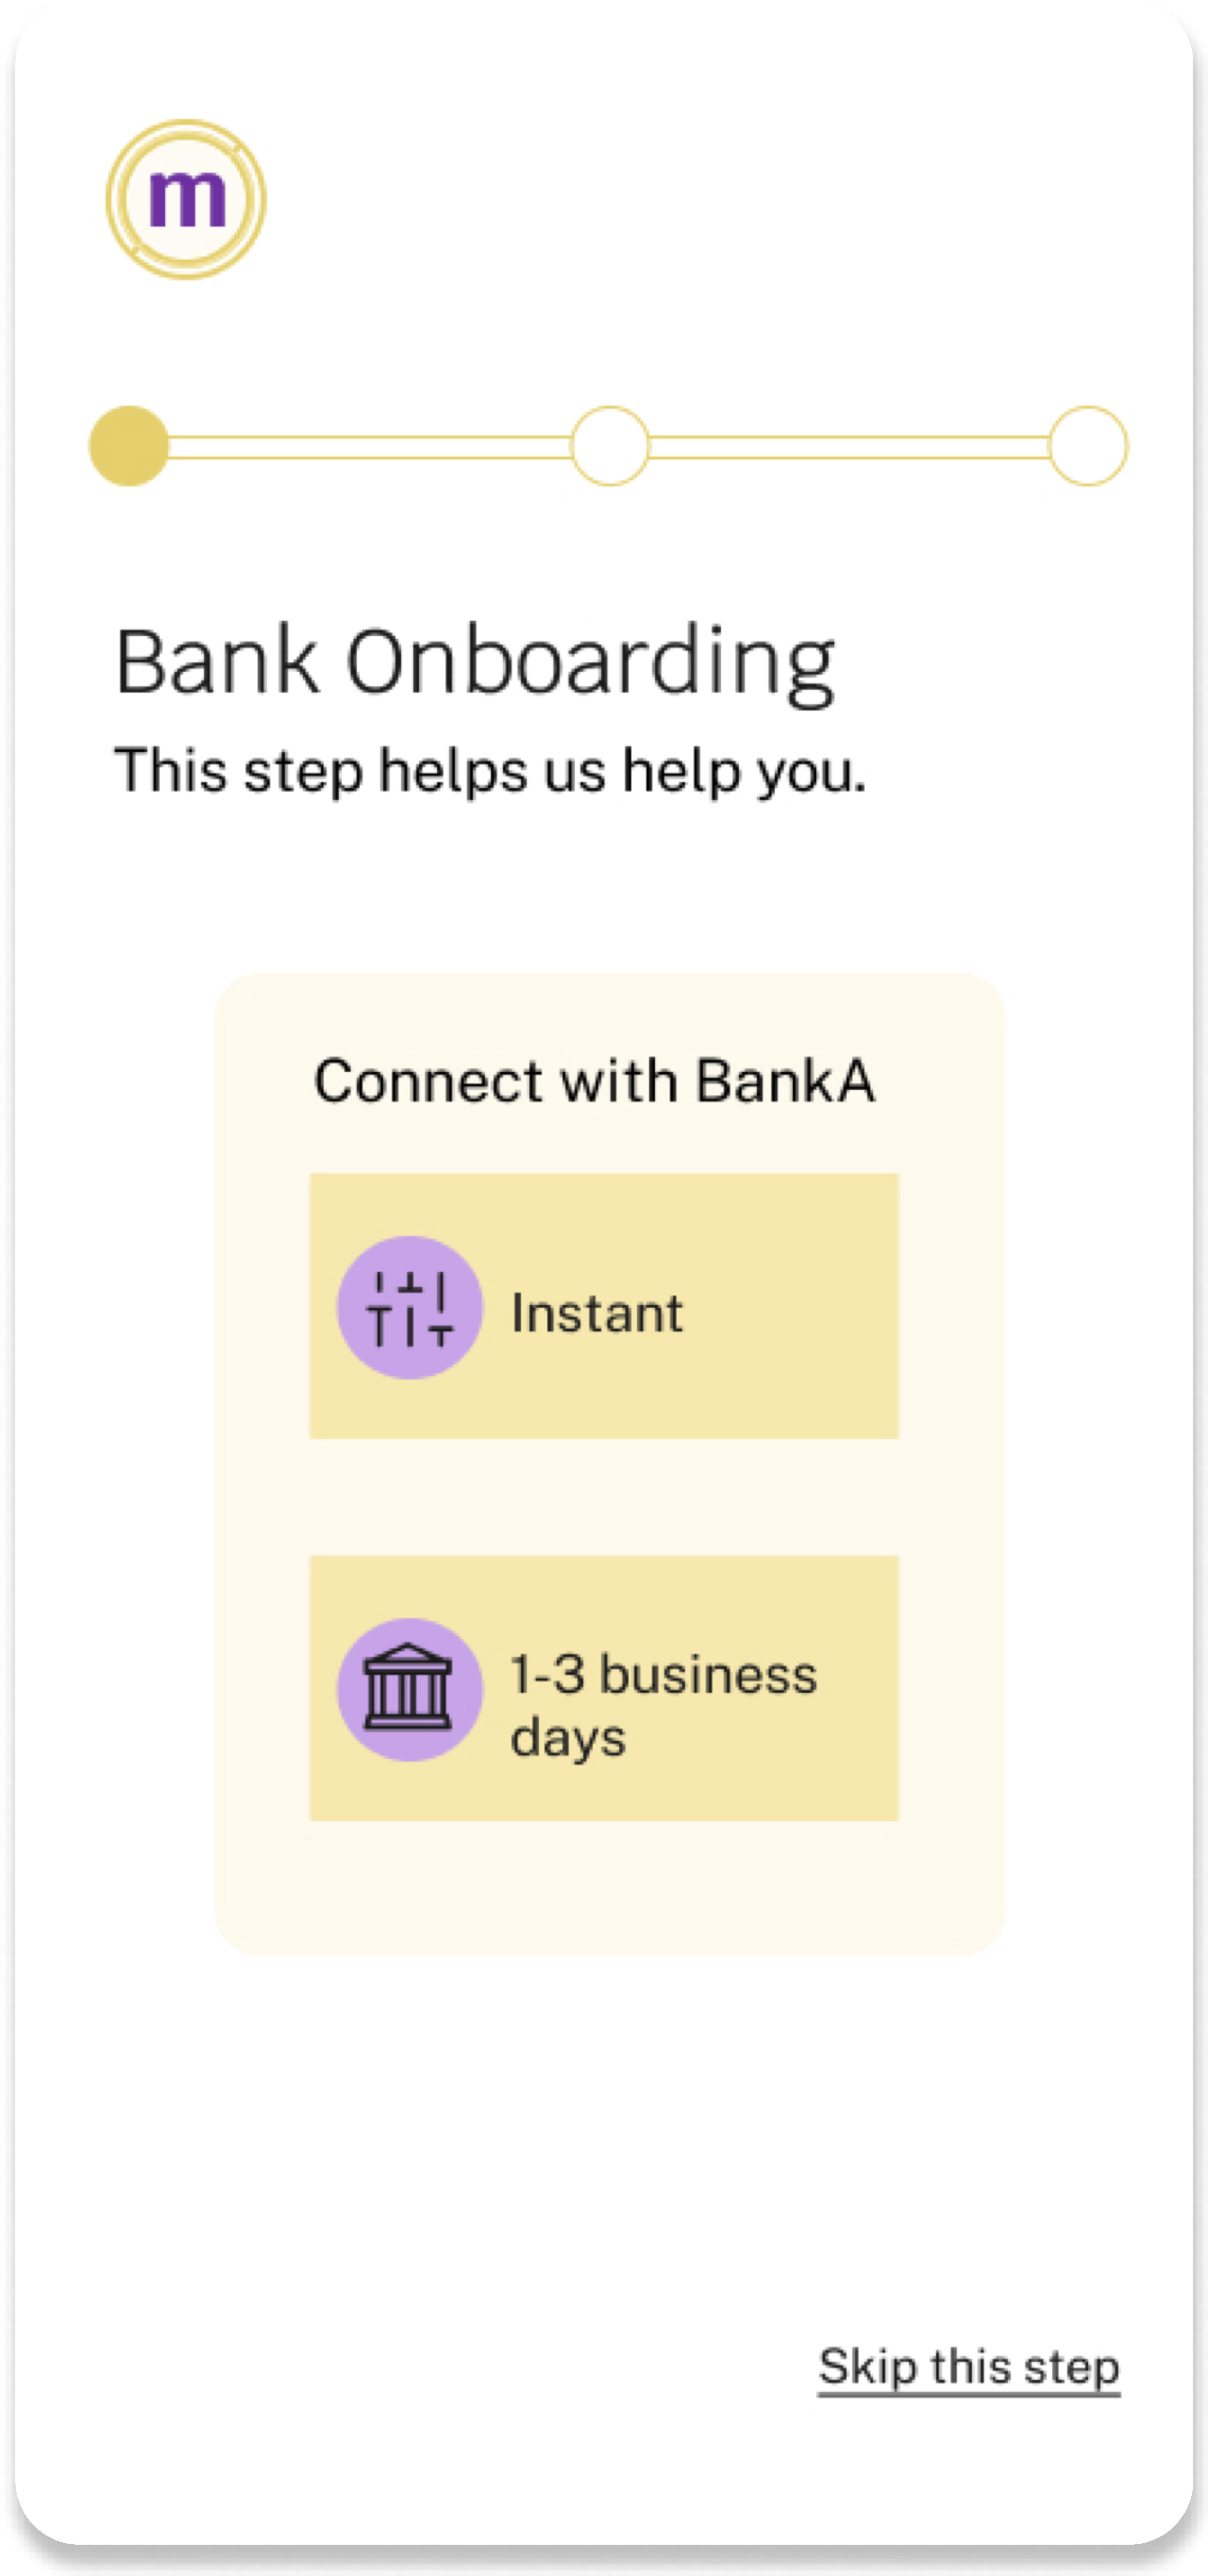 m
Bank Onboarding
This step helps us help you.
Connect with BankA
Instant
1-3 business
days
Skip this step